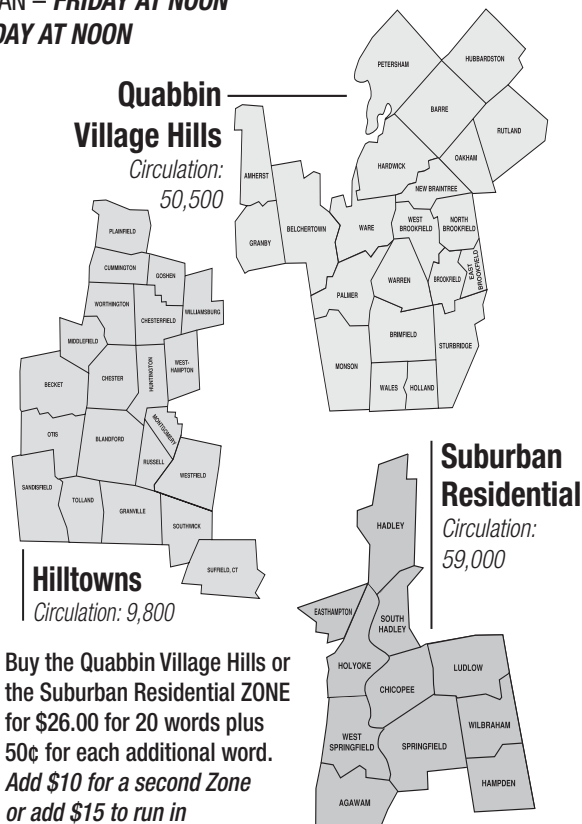 AN – FRIDAY AT NOON
DAY AT NOON
Quabbin
Village Hills
Circulation:
50,500
PETERSHAM
HUBBARDSTON
BARRE
RUTLAND
HARDWICK
OAKHAM
NEW BRAINTREE
AMHERST
GRANBY
BELCHERTOWN
WARE
WEST
BROOKFIELD
NORTH
BROOKFIELD
EAST
BROOKFIELD
BROOKFIELD
WARREN
PALMER
BRIMFIELD
STURBRIDGE
MONSON
WALES
HOLLAND
PLAINFIELD
CUMMINGTON
GOSHEN
WORTHINGTON
CHESTERFIELD
WILLIAMSBURG
MIDDLEFIELD
BECKET
CHESTER
HUNTINGTON
WEST-
HAMPTON
OTIS
BLANDFORD
MONTGOMERY
RUSSELL
WESTFIELD
SANDISFIELD
TOLLAND
GRANVILLE
SOUTHWICK
SUFFIELD, CT
Hilltowns
Circulation: 9,800
Suburban
Residential
Circulation:
59,000
HADLEY
EASTHAMPTON
SOUTH
HADLEY
HOLYOKE
CHICOPEE
LUDLOW
WEST
SPRINGFIELD
SPRINGFIELD
WILBRAHAM
HAMPDEN
AGAWAM
Buy the Quabbin Village Hills or
the Suburban Residential ZONE
for $26.00 for 20 words plus
50¢ for each additional word.
Add $10 for a second Zone
or add $15 to run in